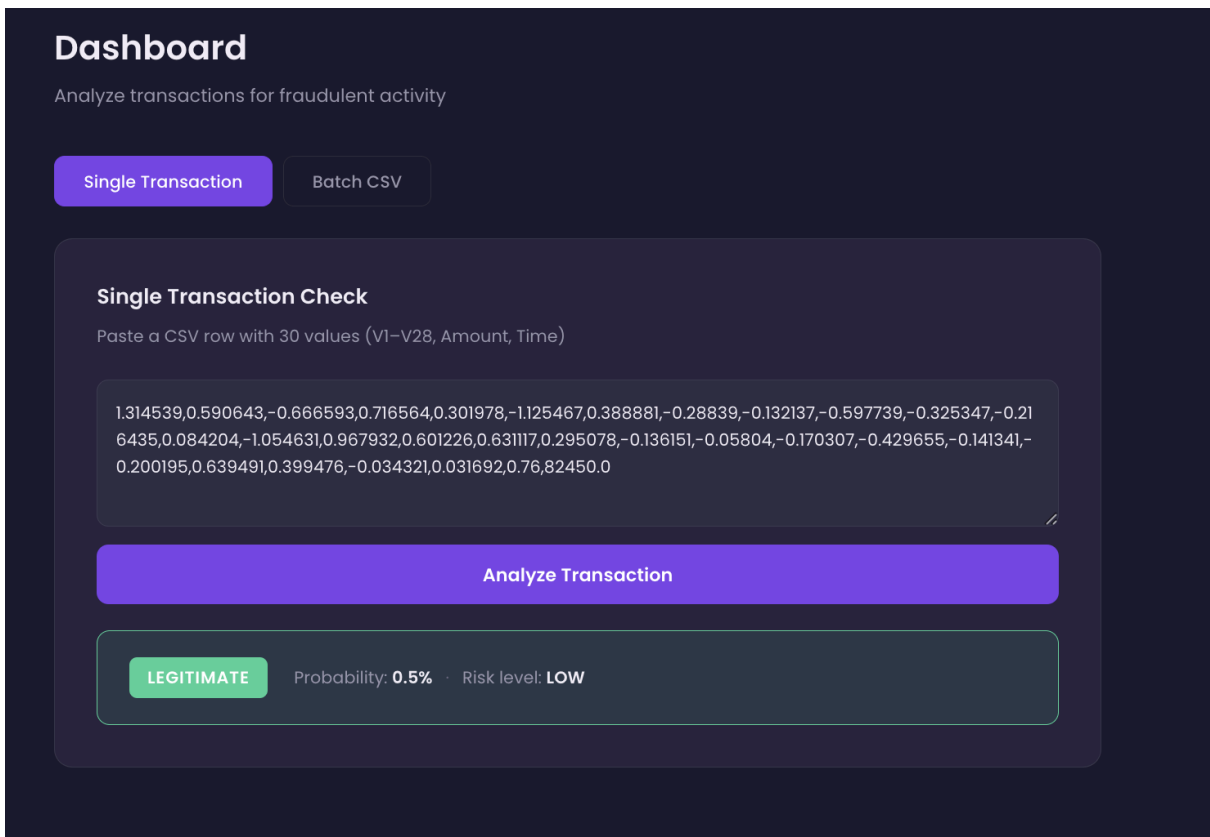 Dashboard
Analyze transactions for fraudulent activity
Single Transaction Batch CSV
Single Transaction Check
Paste a CSV row with 30 values (V1–V28, Amount, Time)
1.314539,0.590643,-0.666593,0.716564,0.301978,-1.125467,0.388881,-0.28839,-0.132137,-0.597739,-0.325347,-0.21
6435,0.084204,-1.054631,0.967932,0.601226,0.631117,0.295078,-0.136151,-0.05804,-0.170307,-0.429655,-0.141341,-
0.200195,0.639491,0.399476,-0.034321,0.031692,0.76,82450.0
Analyze Transaction
LEGITIMATE Probability: 0.5% · Risk level: LOW